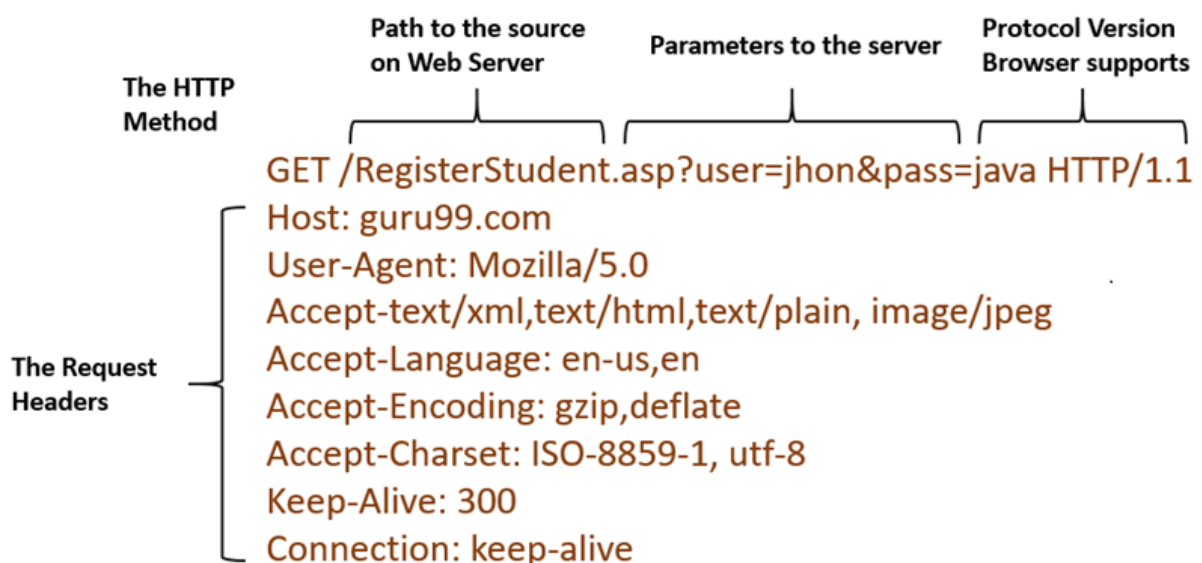 Path to the source
on Web Server
Parameters to the server
Protocol Version
Browser supports
The HTTP
Method
GET /RegisterStudent.asp?user=jhon&pass=java HTTP/1.1
Host: guru99.com
User-Agent: Mozilla/5.0
Accept-text/xml,text/html,text/plain, image/jpeg
Accept-Language: en-us,en
Accept-Encoding: gzip,deflate
Accept-Charset: ISO-8859-1, utf-8
Keep-Alive: 300
Connection: keep-alive
The Request
Headers